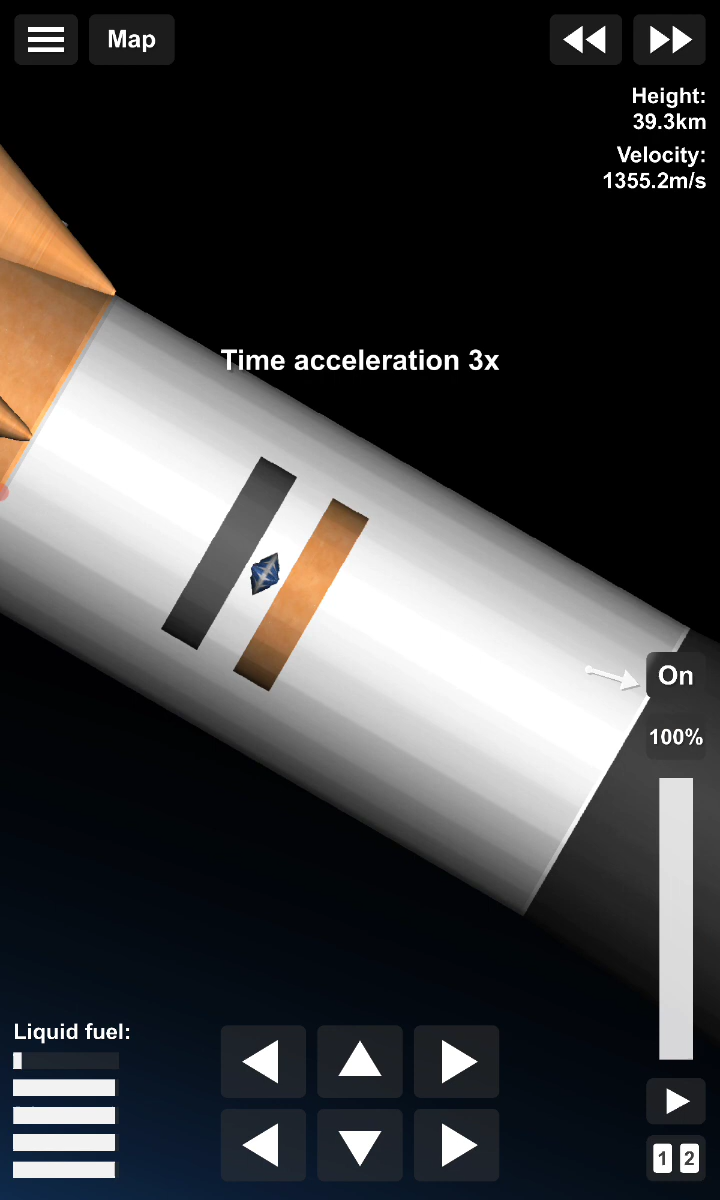 Map
Height:
39.3km
Velocity:
1355.2m/s
Time acceleration 3x
On
100%
Liquid fuel:
1 2